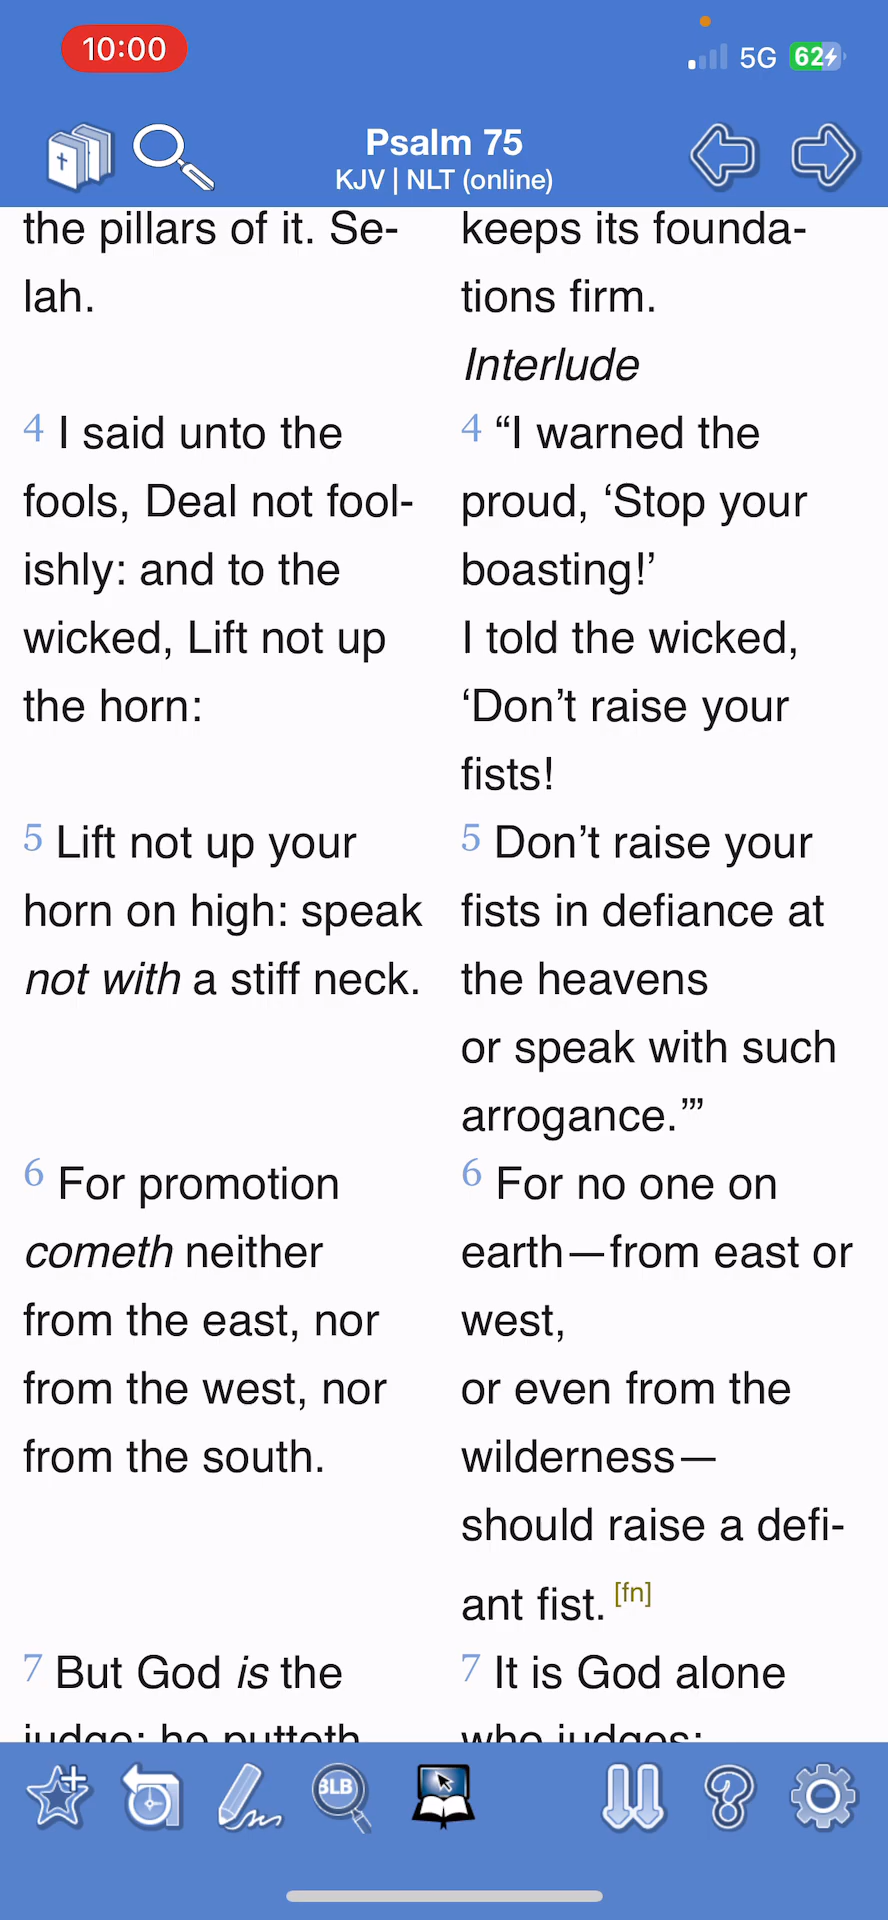 10:00
5G 62
Psalm 75
KJV | NLT (online)
the pillars of it. Se-
lah.
4 I said unto the
fools, Deal not fool-
ishly: and to the
wicked, Lift not up
the horn:
5 Lift not up your
horn on high: speak
not with a stiff neck.
6 For promotion
cometh neither
from the east, nor
from the west, nor
from the south.
7 But God is the
judge: he putteth
keeps its founda-
tions firm.
Interlude
4 “I warned the
proud, ‘Stop your
boasting!’
I told the wicked,
‘Don’t raise your
fists!
5 Don’t raise your
fists in defiance at
the heavens
or speak with such
arrogance.’”
6 For no one on
earth—from east or
west,
or even from the
wilderness—
should raise a defi-
ant fist. [fn]
7 It is God alone
who judges;
BLB